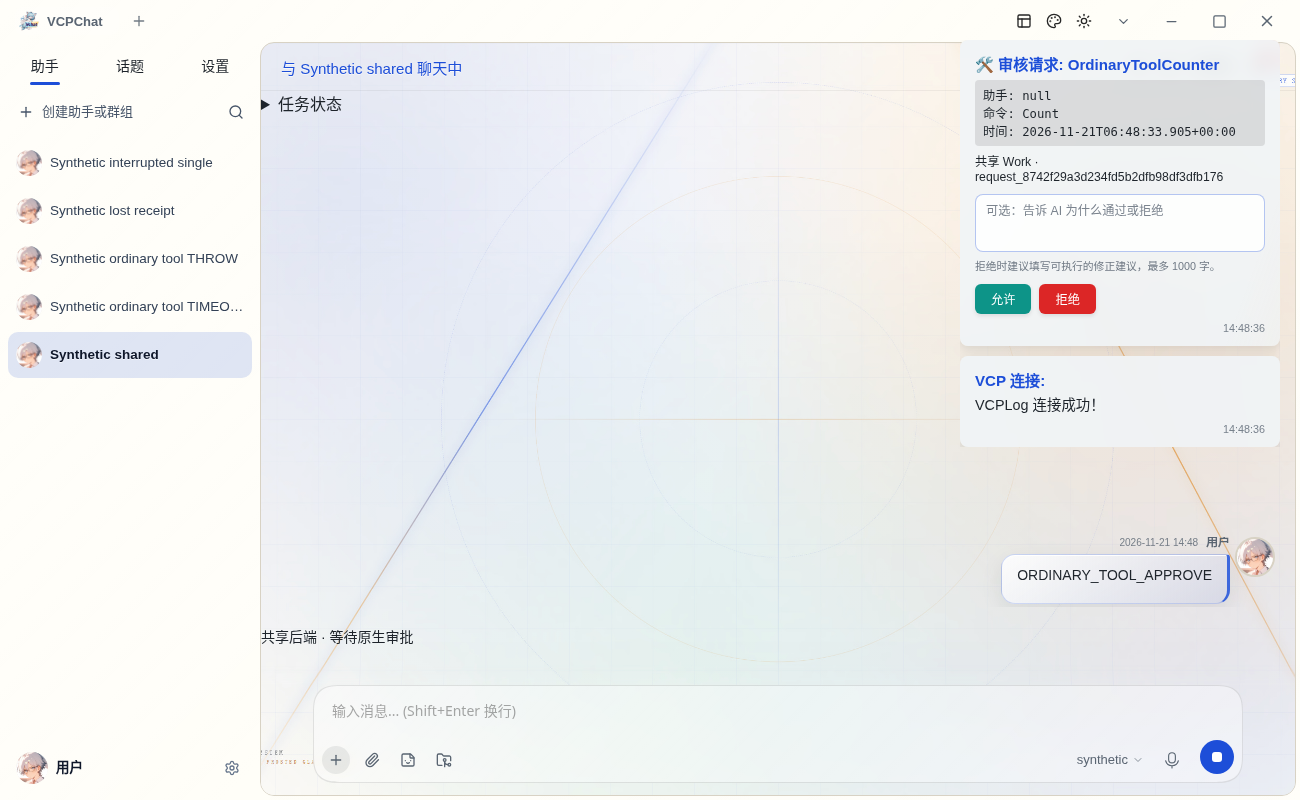 VCPChat
助手
话题
设置
创建助手或群组
Synthetic interrupted single
Synthetic lost receipt
Synthetic ordinary tool THROW
Synthetic ordinary tool TIMEO…
Synthetic shared
用户
与 Synthetic shared 聊天中
任务状态
🛠️ 审核请求: OrdinaryToolCounter
助手: null
命令: Count
时间: 2026-11-21T06:48:33.905+00:00
共享 Work ·
request_8742f29a3d234fd5b2dfb98df3dfb176
可选：告诉 AI 为什么通过或拒绝
拒绝时建议填写可执行的修正建议，最多 1000 字。
允许
拒绝
14:48:36
VCP 连接:
VCPLog 连接成功！
14:48:36
2026-11-21 14:48 用户
ORDINARY_TOOL_APPROVE
共享后端 · 等待原生审批
输入消息... (Shift+Enter 换行)
synthetic